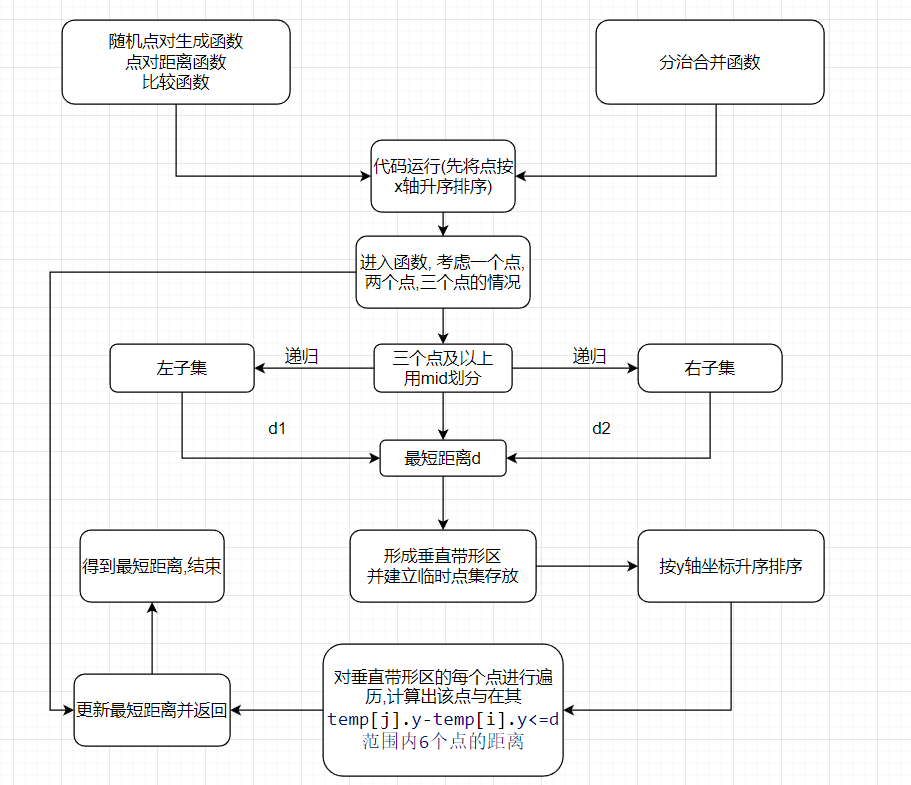 随机点对生成函数
点对距离函数
比较函数
分治合并函数
代码运行(先将点按
x轴升序排序)
进入函数, 考虑一个点,
两个点,三个点的情况
递归
三个点及以上
用mid划分
递归
左子集
右子集
d1
d2
最短距离d
得到最短距离,结束
形成垂直带形区
并建立临时点集存放
按y轴坐标升序排序
对垂直带形区的每个点进行遍
历,计算出该点与在其
temp[j].y-temp[i].y<=d
范围内6个点的距离
更新最短距离并返回